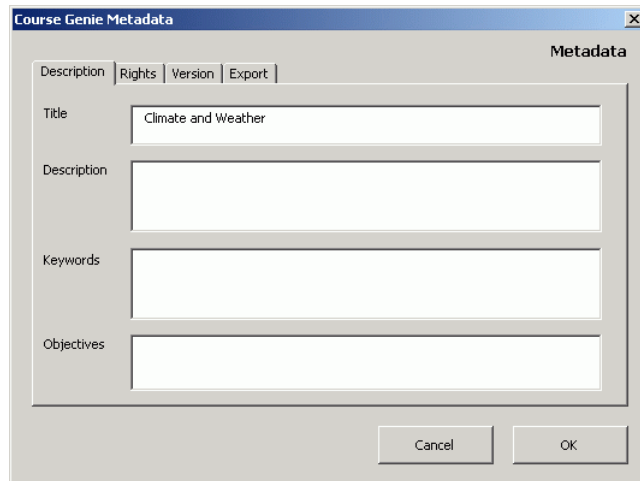 Course Genie Metadata
Metadata
Description Rights Version Export
Title
Climate and Weather
Description
Keywords
Objectives
Cancel OK